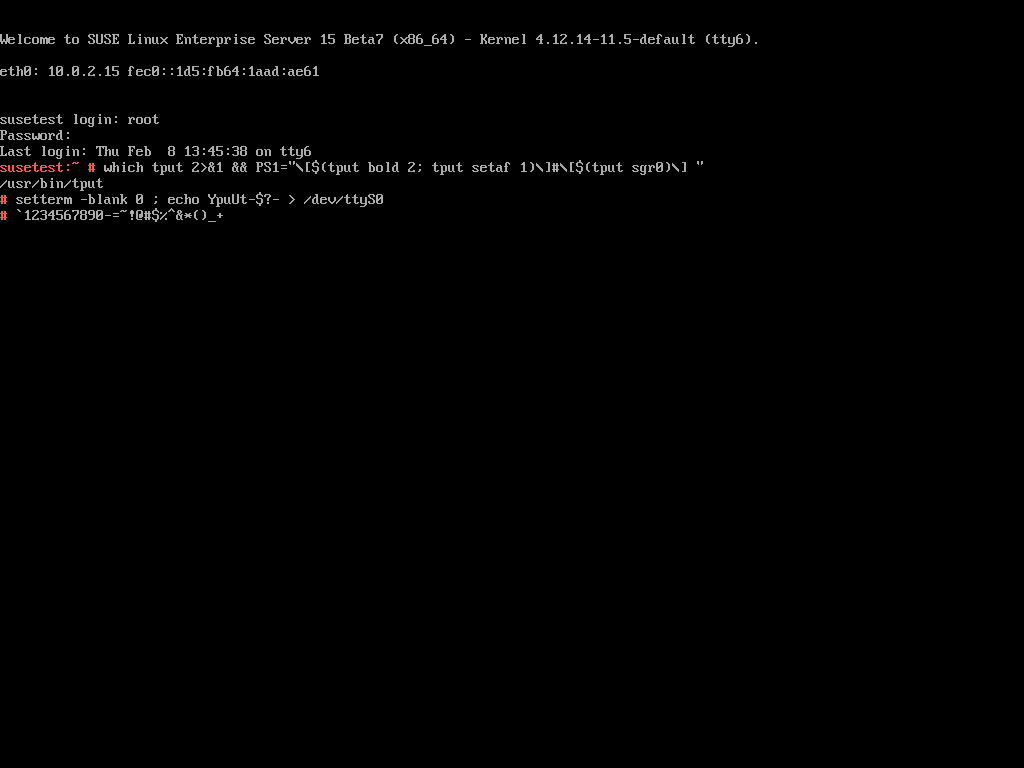 Welcome to SUSE Linux Enterprise Server 15 Beta7 (x86_64) - Kernel 4.12.14-11.5-default (tty6).
eth0: 10.0.2.15 fec0::1d5:fb64:1aad:ae61
susetest login: root
Password:
Last login: Thu Feb  8 13:45:38 on tty6
susetest:~ # which tput 2>&1 && PS1="\[$(tput bold 2; tput setaf 1)\]#\[$(tput sgr0)\] "
/usr/bin/tput
# setterm -blank 0 ; echo YpuUt-$?- > /dev/ttyS0
# `1234567890-=~!@#$%^&*()_+